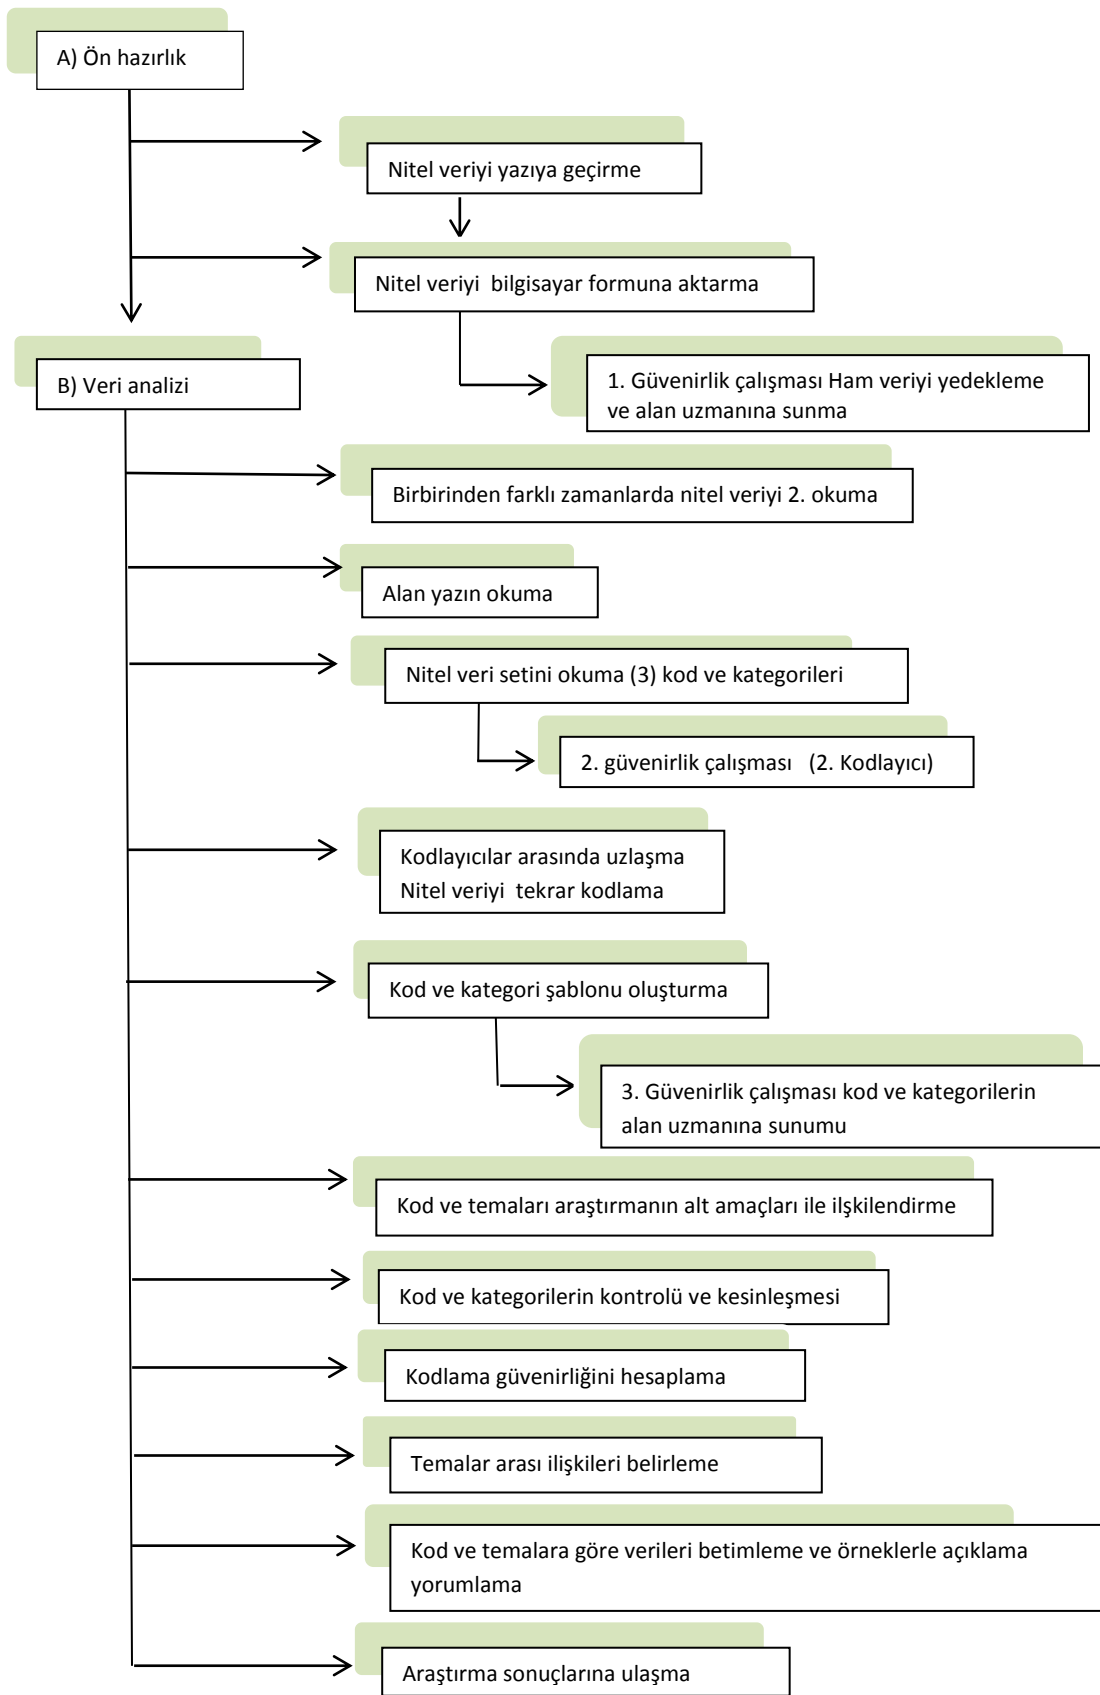 A) Ön hazırlık
Nitel veriyi yazıya geçirme
Nitel veriyi bilgisayar formuna aktarma
1. Güvenirlik çalışması Ham veriyi yedekleme
ve alan uzmanına sunma
B) Veri analizi
Birbirinden farklı zamanlarda nitel veriyi 2. okuma
Alan yazın okuma
Nitel veri setini okuma (3) kod ve kategorileri
2. güvenirlik çalışması (2. Kodlayıcı)
Kodlayıcılar arasında uzlaşma
Nitel veriyi tekrar kodlama
Kod ve kategori şablonu oluşturma
3. Güvenirlik çalışması kod ve kategorilerin
alan uzmanına sunumu
Kod ve temaları araştırmanın alt amaçları ile ilşkilendirme
Kod ve kategorilerin kontrolü ve kesinleşmesi
Kodlama güvenirliğini hesaplama
Temalar arası ilişkileri belirleme
Kod ve temalara göre verileri betimleme ve örneklerle açıklama
yorumlama
Araştırma sonuçlarına ulaşma